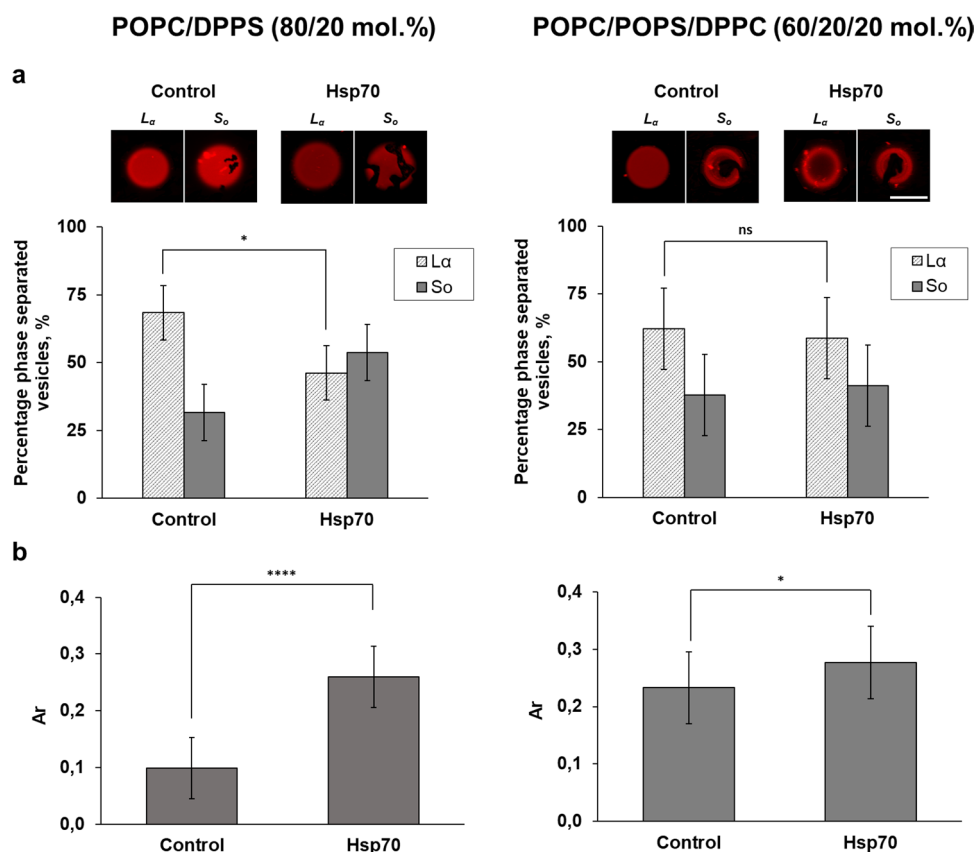 POPC/DPPS (80/20 mol.%)
POPC/POPS/DPPC (60/20/20 mol.%)
a
Control
Hsp70
Lα
So
Lα
So
Control
Hsp70
Lα
So
Lα
So
Percentage phase separated
vesicles, %
100
75
50
25
0
*
Lα
So
Control
Hsp70
Percentage phase separated
vesicles, %
100
75
50
25
0
ns
Lα
So
Control
Hsp70
b
Ar
0,4
0,3
0,2
0,1
0,0
****
Control
Hsp70
Ar
0,4
0,3
0,2
0,1
0,0
*
Control
Hsp70